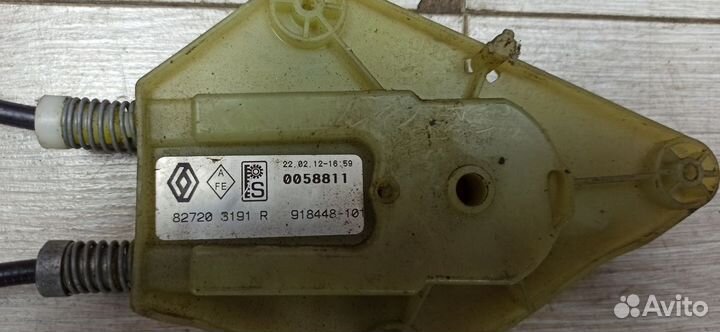 22.02.12-16:59
A
FE
S
0058811
82720 3191 R 918448-101
Avito